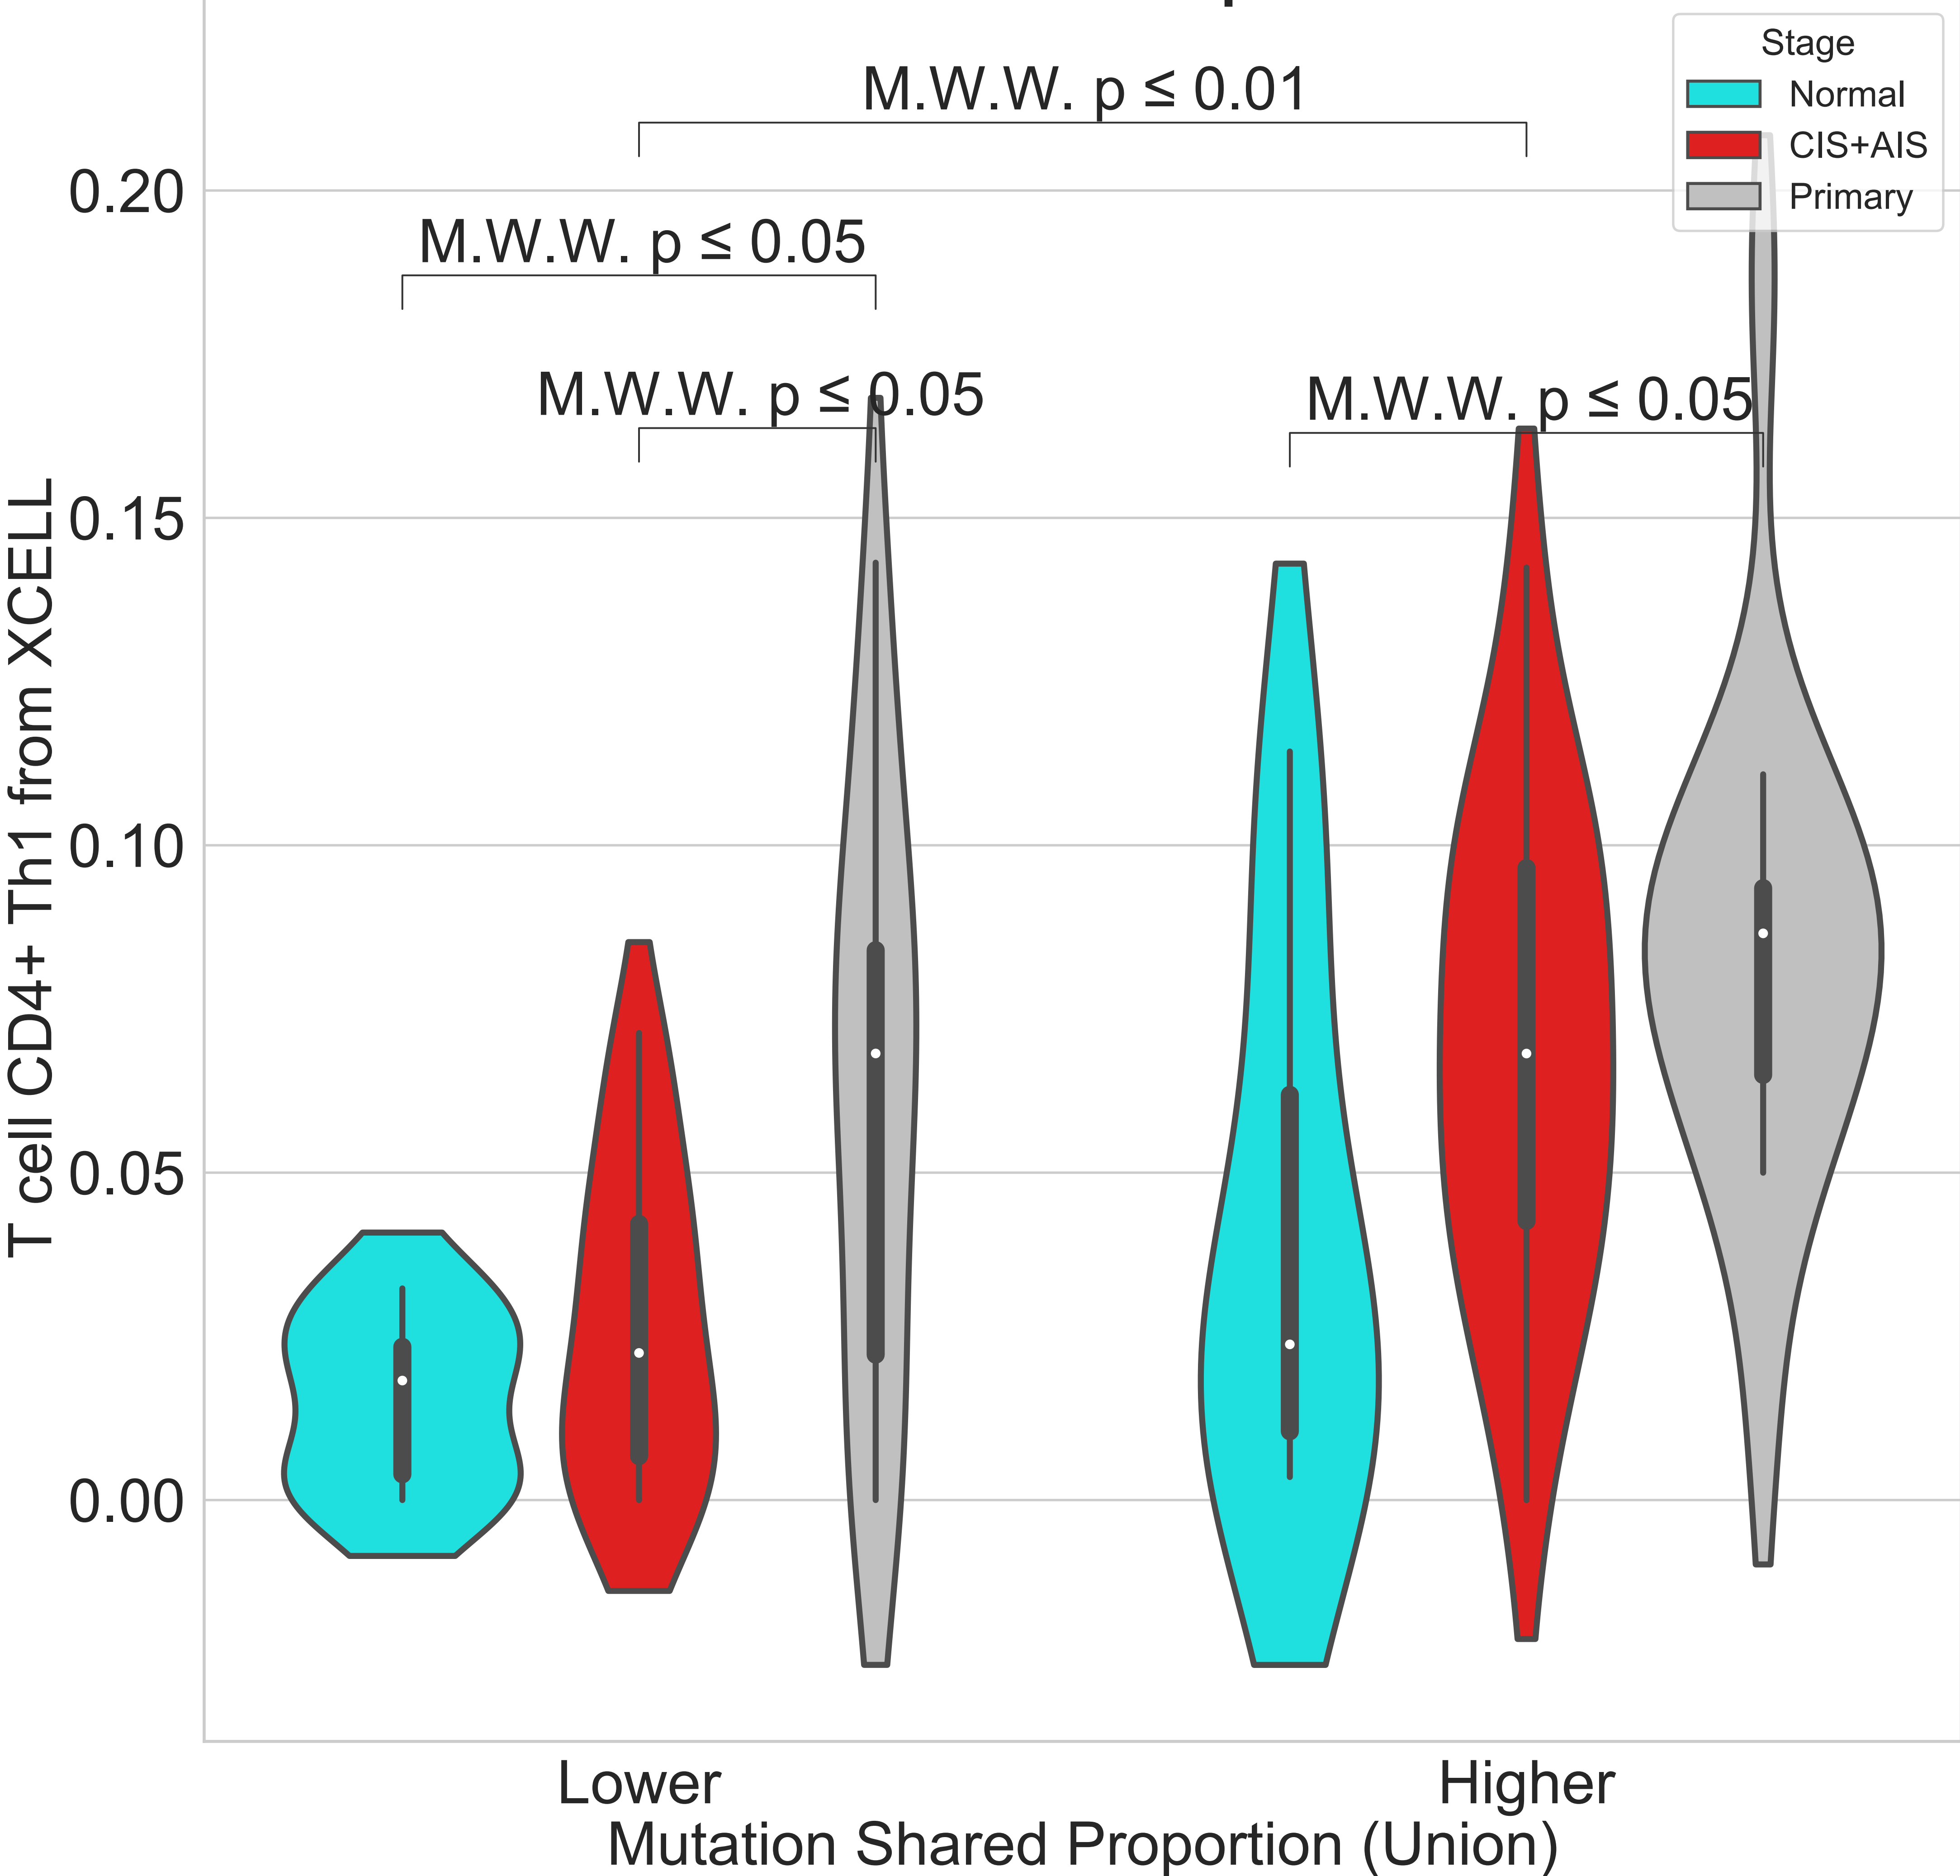 Stage
Normal
CIS+AIS
Primary
M.W.W. p ≤ 0.01
M.W.W. p ≤ 0.05
M.W.W. p ≤ 0.05
M.W.W. p ≤ 0.05
0.20
0.15
0.10
0.05
0.00
T cell CD4+ Th1 from XCELL
Lower
Higher
Mutation Shared Proportion (Union)